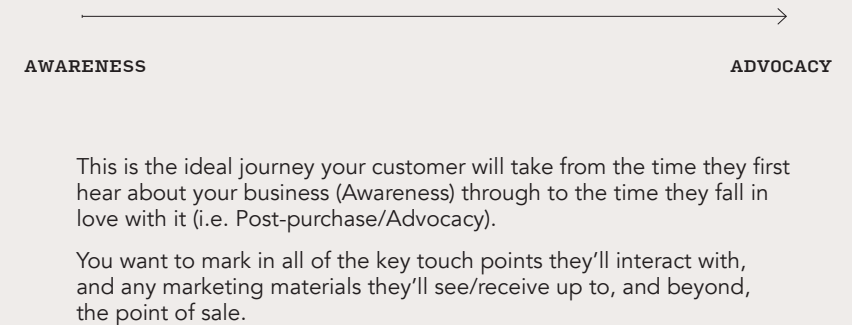 AWARENESS
ADVOCACY
This is the ideal journey your customer will take from the time they first
hear about your business (Awareness) through to the time they fall in
love with it (i.e. Post-purchase/Advocacy).
You want to mark in all of the key touch points they’ll interact with,
and any marketing materials they’ll see/receive up to, and beyond,
the point of sale.